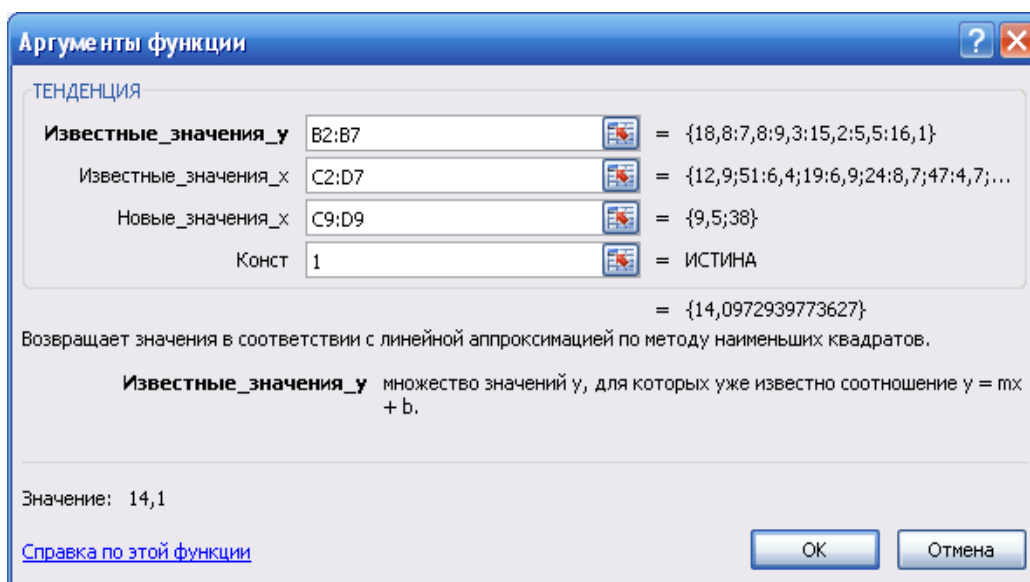 Аргументы функции
ТЕНДЕНЦИЯ
Известные_значения_y B2:B7 = {18,8:7,8:9,3:15,2:5,5:16,1}
Известные_значения_x C2:D7 = {12,9;51:6,4;19:6,9;24:8,7;47:4,7;...
Новые_значения_x C9:D9 = {9,5;38}
Конст 1 = ИСТИНА
= {14,0972939773627}
Возвращает значения в соответствии с линейной аппроксимацией по методу наименьших квадратов.
Известные_значения_y множество значений y, для которых уже известно соотношение y = mx
+ b.
Значение: 14,1
Справка по этой функции
ОК Отмена